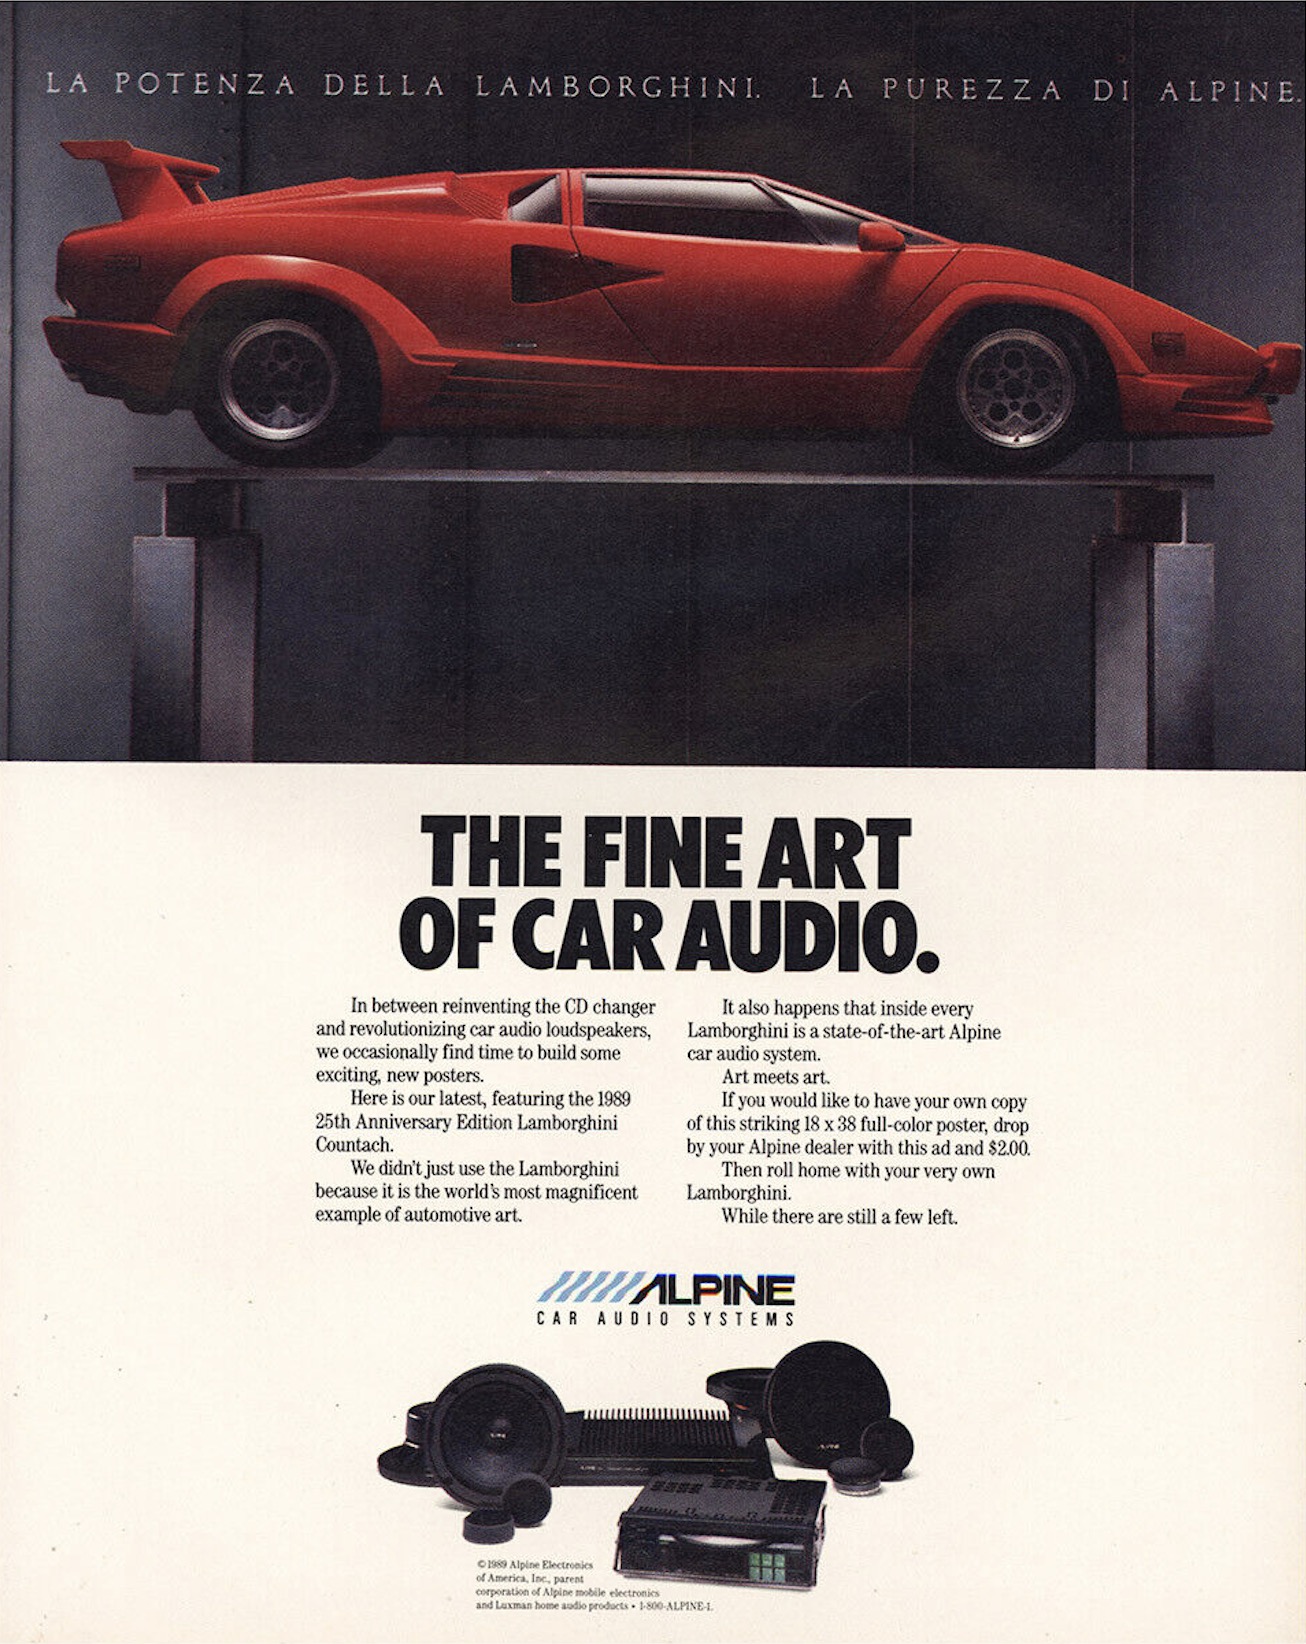 LA POTENZA DELLA LAMBORGHINI. LA PUREZZA DI ALPINE.
THE FINE ART
OF CAR AUDIO.
In between reinventing the CD changer
and revolutionizing car audio loudspeakers,
we occasionally find time to build some
exciting, new posters.
Here is our latest, featuring the 1989
25th Anniversary Edition Lamborghini
Countach.
We didn't just use the Lamborghini
because it is the world's most magnificent
example of automotive art.
It also happens that inside every
Lamborghini is a state-of-the-art Alpine
car audio system.
Art meets art.
If you would like to have your own copy
of this striking 18 x 38 full-color poster, drop
by your Alpine dealer with this ad and $2.00.
Then roll home with your very own
Lamborghini.
While there are still a few left.
ALPINE
CAR AUDIO SYSTEMS
©1989 Alpine Electronics
of America, Inc., parent
corporation of Alpine mobile electronics
and Luxman home audio products • 1-800-ALPINE-1.